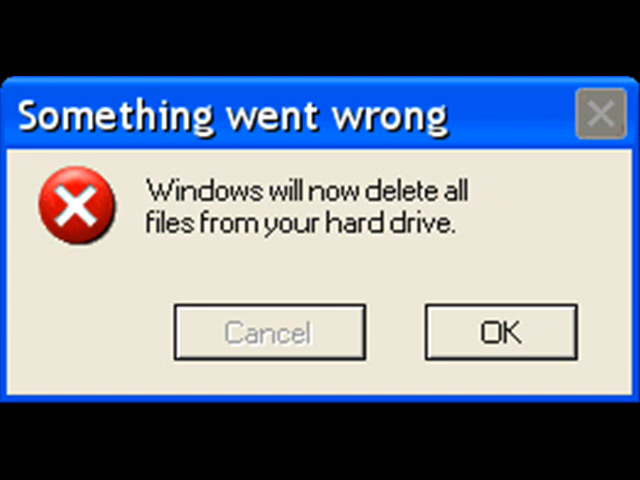 Something went wrong
Windows will now delete all
files from your hard drive.
Cancel
OK